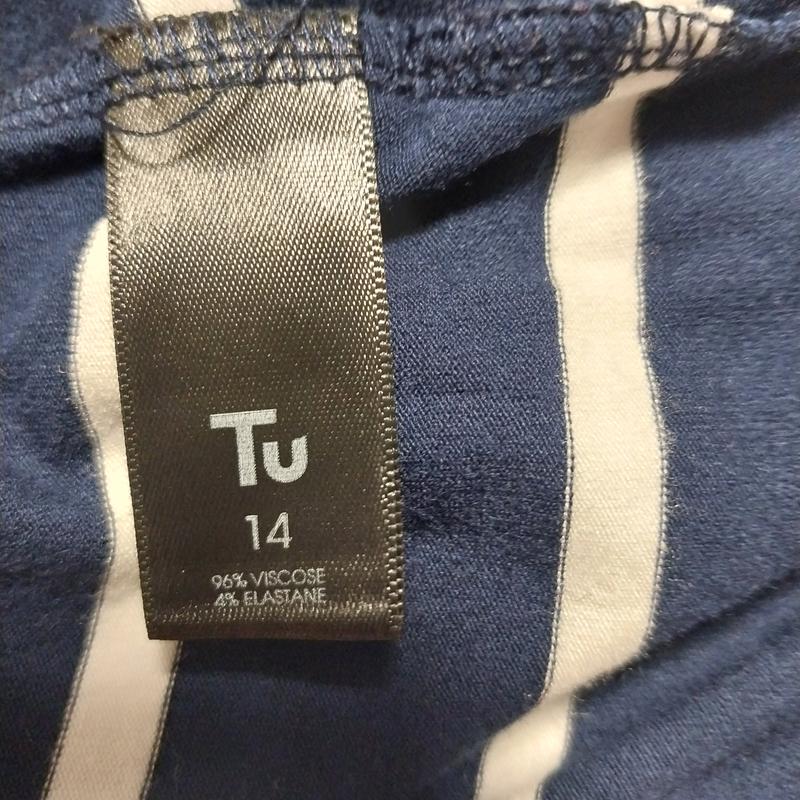 Tu
14
96% VISCOSE
4% ELASTANE